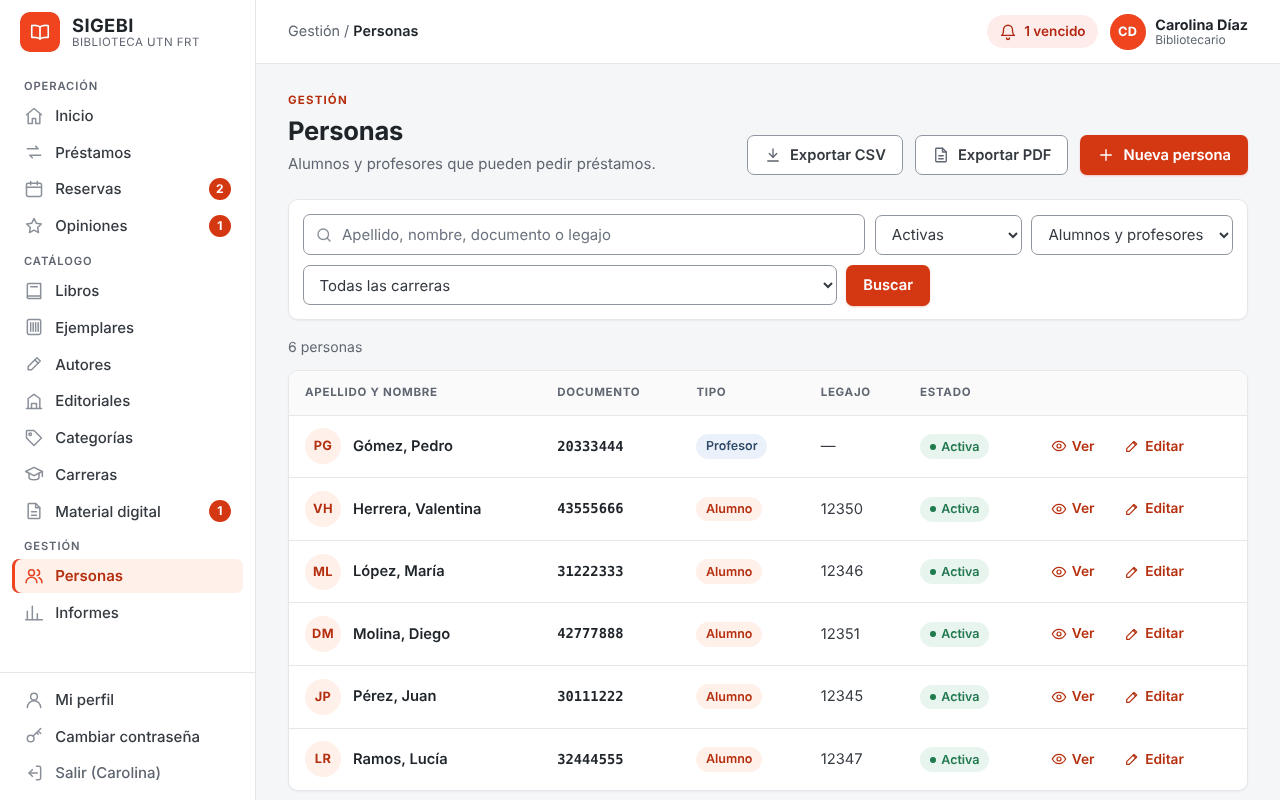 SIGEBI
BIBLIOTECA UTN FRT
OPERACIÓN
Inicio
Préstamos
Reservas 2
Opiniones 1
CATÁLOGO
Libros
Ejemplares
Autores
Editoriales
Categorías
Carreras
Material digital 1
GESTIÓN
Personas
Informes
Mi perfil
Cambiar contraseña
Salir (Carolina)
Gestión / Personas
1 vencido
CD
Carolina Díaz
Bibliotecario
GESTIÓN
Personas
Alumnos y profesores que pueden pedir préstamos.
Exportar CSV Exportar PDF Nueva persona
Apellido, nombre, documento o legajo Activas Alumnos y profesores
Todas las carreras Buscar
6 personas
APELLIDO Y NOMBRE DOCUMENTO TIPO LEGAJO ESTADO
PG Gómez, Pedro 20333444 Profesor — Activa Ver Editar
VH Herrera, Valentina 43555666 Alumno 12350 Activa Ver Editar
ML López, María 31222333 Alumno 12346 Activa Ver Editar
DM Molina, Diego 42777888 Alumno 12351 Activa Ver Editar
JP Pérez, Juan 30111222 Alumno 12345 Activa Ver Editar
LR Ramos, Lucía 32444555 Alumno 12347 Activa Ver Editar